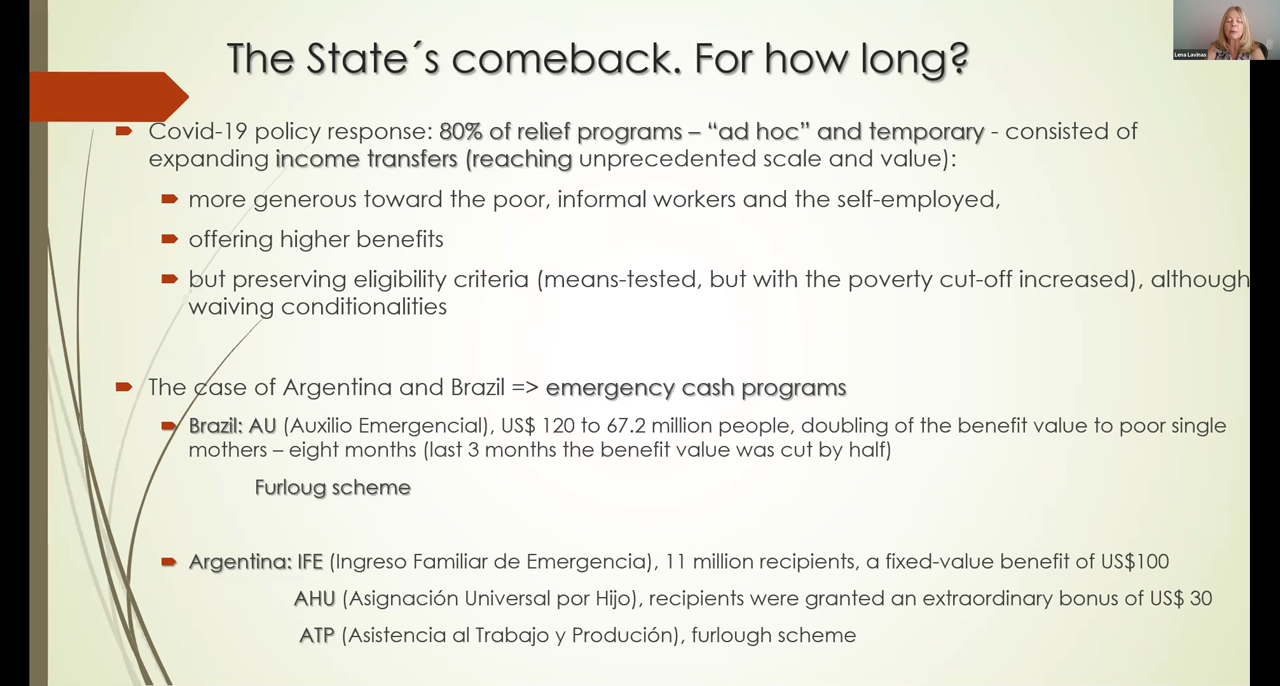 The State´s comeback. For how long?
Lena Lavinas
Covid-19 policy response: 80% of relief programs – “ad hoc” and temporary - consisted of
expanding income transfers (reaching unprecedented scale and value):
more generous toward the poor, informal workers and the self-employed,
offering higher benefits
but preserving eligibility criteria (means-tested, but with the poverty cut-off increased), although
waiving conditionalities
The case of Argentina and Brazil => emergency cash programs
Brazil: AU (Auxilio Emergencial), US$ 120 to 67.2 million people, doubling of the benefit value to poor single
mothers – eight months (last 3 months the benefit value was cut by half)
Furloug scheme
Argentina: IFE (Ingreso Familiar de Emergencia), 11 million recipients, a fixed-value benefit of US$100
AHU (Asignación Universal por Hijo), recipients were granted an extraordinary bonus of US$ 30
ATP (Asistencia al Trabajo y Produción), furlough scheme